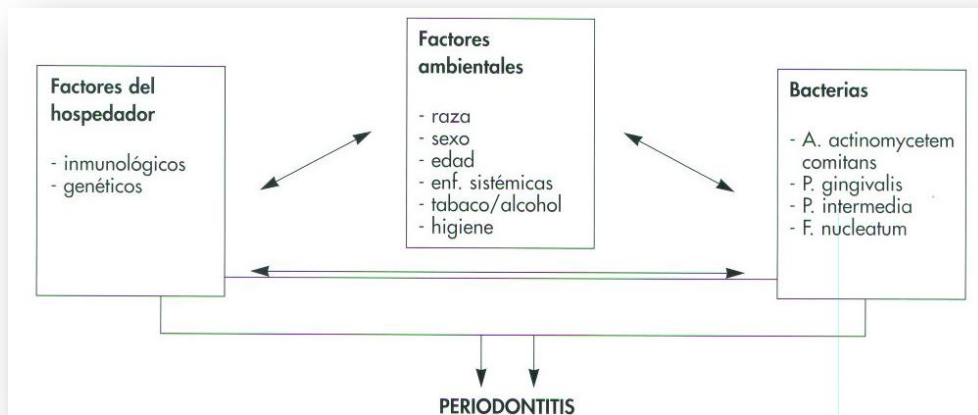 Factores del
hospedador
- inmunológicos
- genéticos
Factores
ambientales
- raza
- sexo
- edad
- enf. sistémicas
- tabaco/alcohol
- higiene
Bacterias
- A. actinomycetem
comitans
- P. gingivalis
- P. intermedia
- F. nucleatum
PERIODONTITIS